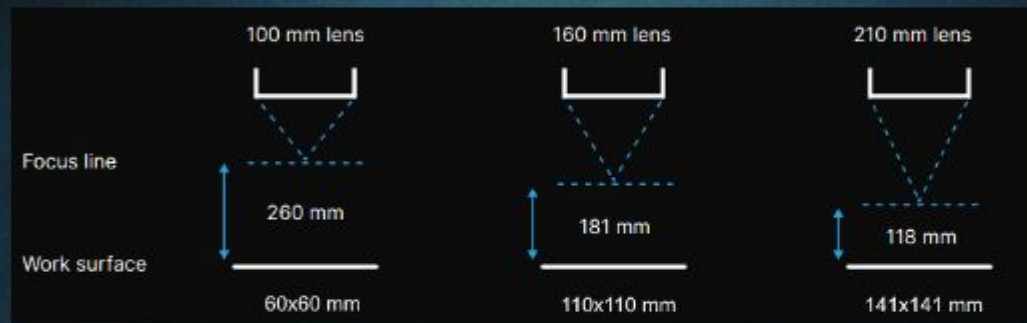 100 mm lens 160 mm lens 210 mm lens
Focus line
260 mm 181 mm 118 mm
Work surface
60x60 mm 110x110 mm 141x141 mm